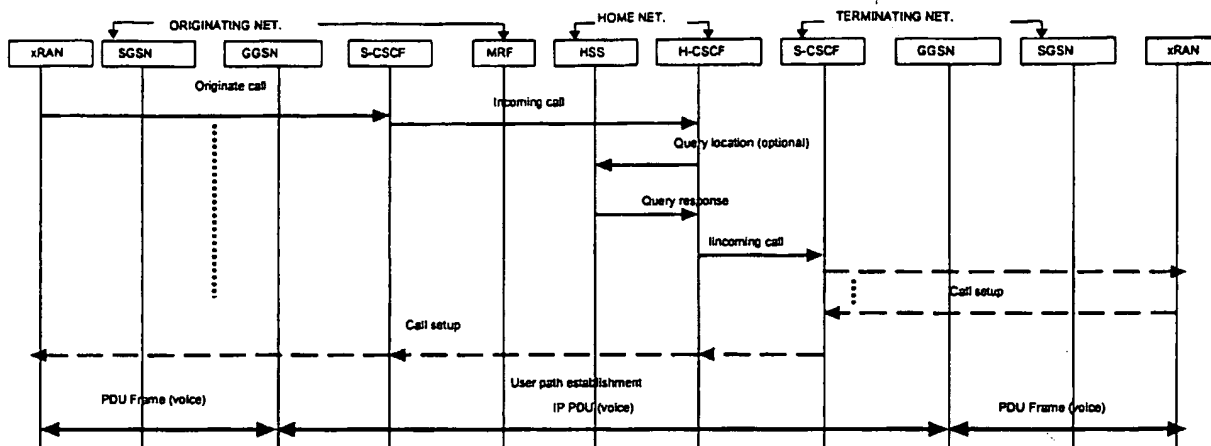 ORIGINATING NET.
HOME NET.
TERMINATING NET.
xRAN
SGSN
GGSN
S-CSCF
MRF
HSS
H-CSCF
S-CSCF
GGSN
SGSN
xRAN
Originate call
Incoming call
Query location (optional)
Query response
Iincoming call
Call setup
Call setup
User path establishment
PDU Frame (voice)
IP PDU (voice)
PDU Frame (voice)